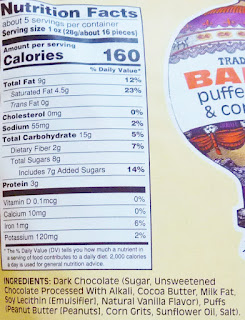 Nutrition Facts
about 5 servings per container
Serving size 1 oz (28g/about 16 pieces)
Amount per serving
Calories 160
% Daily Value*
Total Fat 9g 12%
Saturated Fat 4.5g 23%
Trans Fat 0g
Cholesterol 0mg 0%
Sodium 55mg 2%
Total Carbohydrate 15g 5%
Dietary Fiber 2g 7%
Total Sugars 8g
Includes 7g Added Sugars 14%
Protein 3g
Vitamin D 0.1mcg 0%
Calcium 10mg 0%
Iron 1mg 6%
Potassium 120mg 2%
* The % Daily Value (DV) tells you how much a nutrient in
a serving of food contributes to a daily diet. 2,000 calories
a day is used for general nutrition advice.
INGREDIENTS: Dark Chocolate (Sugar, Unsweetened
Chocolate Processed With Alkali, Cocoa Butter, Milk Fat,
Soy Lecithin [Emulsifier], Natural Vanilla Flavor), Puffs
(Peanut Butter [Peanuts], Corn Grits, Sunflower Oil, Salt).
TRAD
BA
puffe
& co